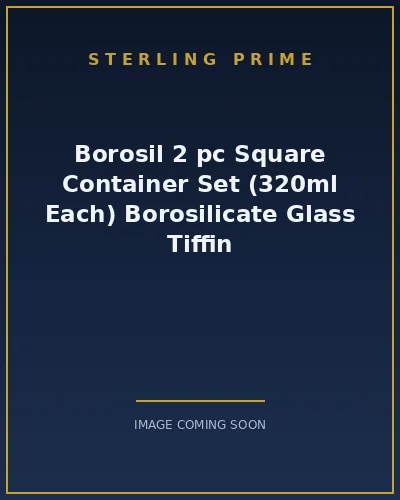 STERLING PRIME
Borosil 2 pc Square
Container Set (320ml
Each) Borosilicate Glass
Tiffin
IMAGE COMING SOON